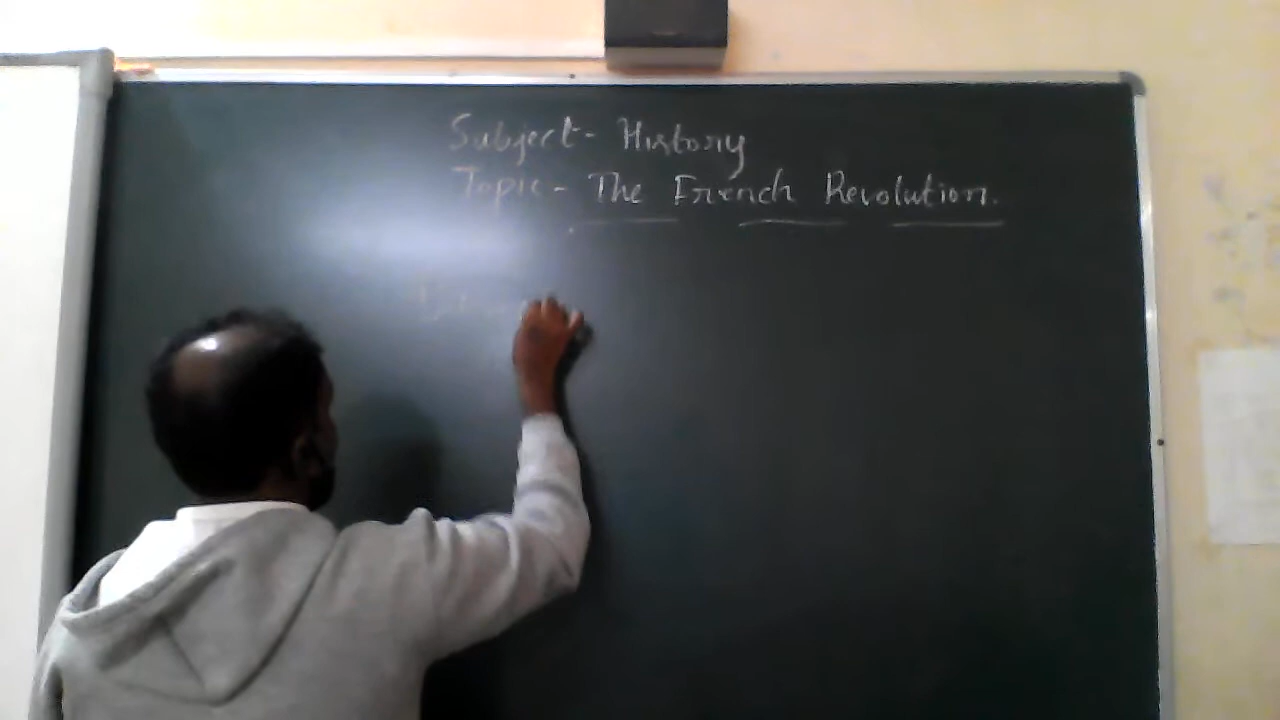 Subject- History
Topic- The French Revolution.